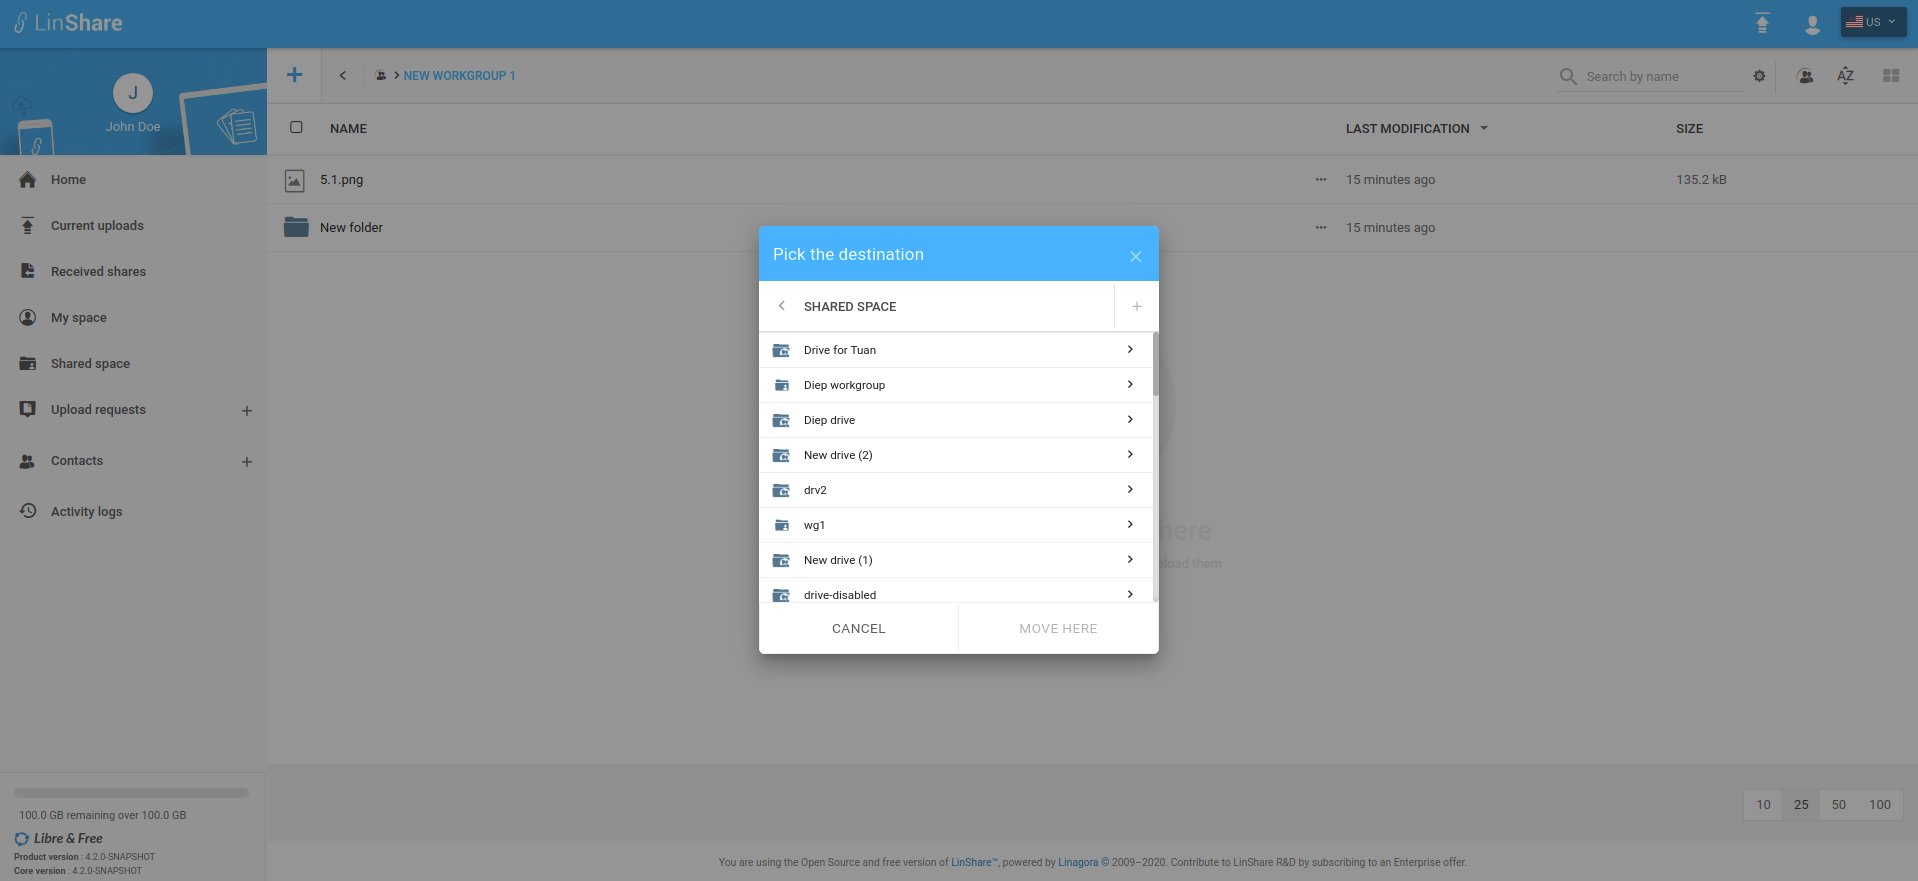 LinShare
US
J
John Doe
NEW WORKGROUP 1
Search by name
AZ
NAME
LAST MODIFICATION
SIZE
5.1.png
15 minutes ago
135.2 kB
New folder
15 minutes ago
Home
Current uploads
Received shares
My space
Shared space
Upload requests
Contacts
Activity logs
Pick the destination
SHARED SPACE
Drive for Tuan
Diep workgroup
Diep drive
New drive (2)
drv2
wg1
New drive (1)
drive-disabled
CANCEL
MOVE HERE
here
load them
100.0 GB remaining over 100.0 GB
Libre & Free
Product version : 4.2.0-SNAPSHOT
Core version : 4.2.0-SNAPSHOT
10 25 50 100
You are using the Open Source and free version of LinShare™, powered by Linagora © 2009–2020. Contribute to LinShare R&D by subscribing to an Enterprise offer.